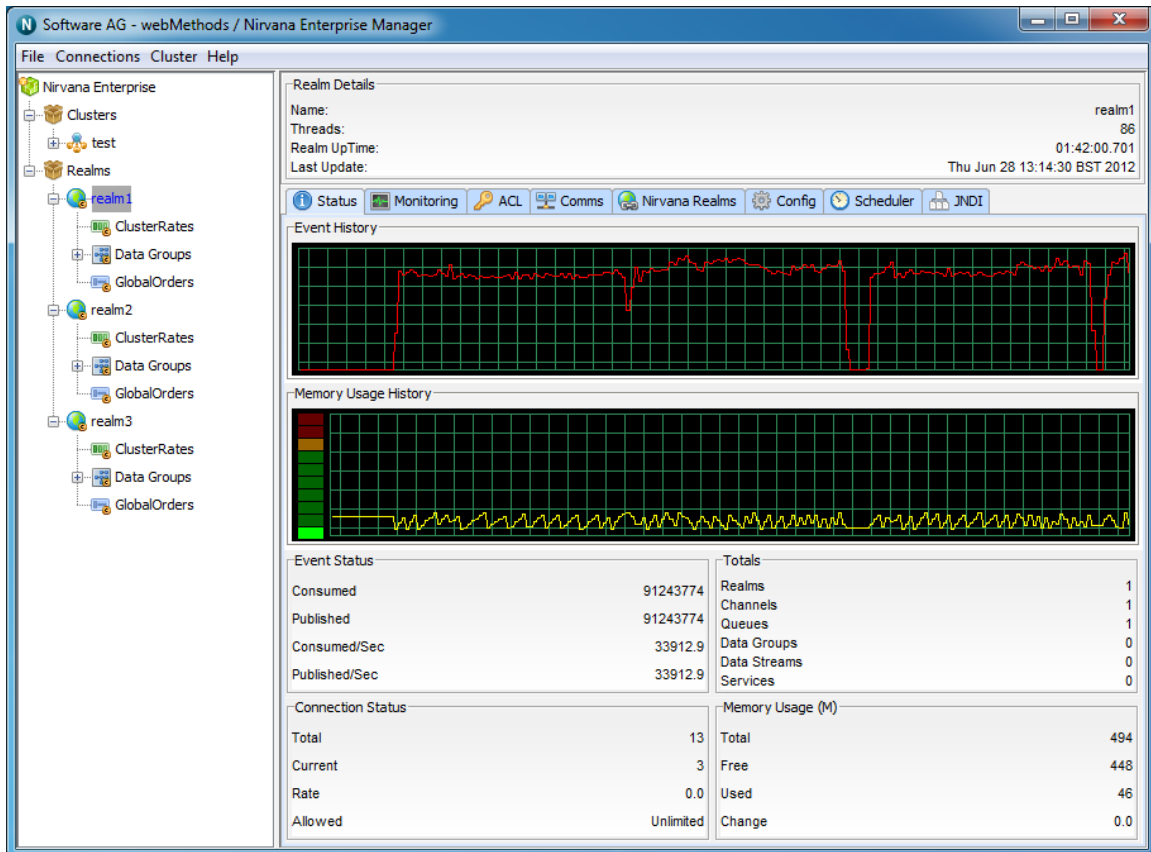 Software AG - webMethods / Nirvana Enterprise Manager
File Connections Cluster Help
Nirvana Enterprise
Clusters
test
Realms
realm1
ClusterRates
Data Groups
GlobalOrders
realm2
ClusterRates
Data Groups
GlobalOrders
realm3
ClusterRates
Data Groups
GlobalOrders
Realm Details
Name: realm1
Threads: 86
Realm UpTime: 01:42:00.701
Last Update: Thu Jun 28 13:14:30 BST 2012
Status Monitoring ACL Comms Nirvana Realms Config Scheduler JNDI
Event History
Memory Usage History
Event Status
Consumed 91243774
Published 91243774
Consumed/Sec 33912.9
Published/Sec 33912.9
Totals
Realms 1
Channels 1
Queues 1
Data Groups 0
Data Streams 0
Services 0
Connection Status
Total 13
Current 3
Rate 0.0
Allowed Unlimited
Memory Usage (M)
Total 494
Free 448
Used 46
Change 0.0